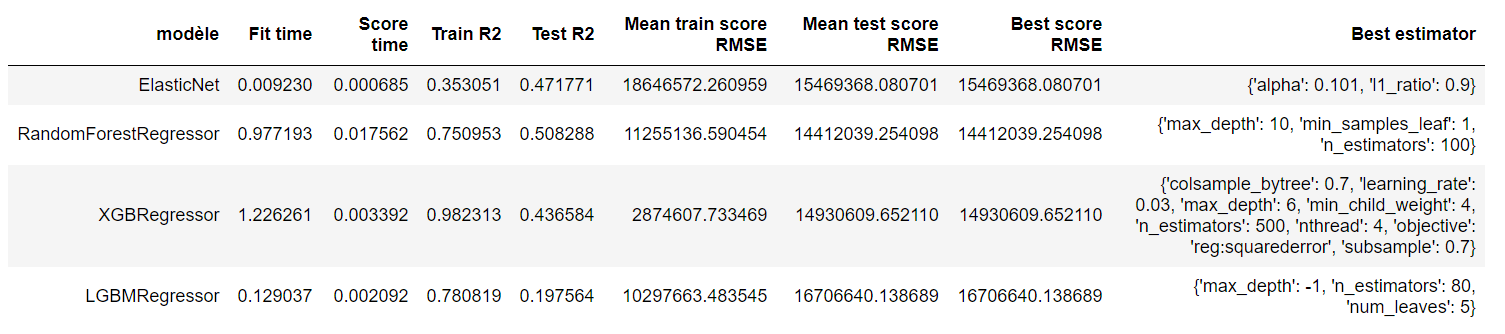 modèle Fit time Score time Train R2 Test R2 Mean train score RMSE Mean test score RMSE Best score RMSE Best estimator
ElasticNet 0.009230 0.000685 0.353051 0.471771 18646572.260959 15469368.080701 15469368.080701 {'alpha': 0.101, 'l1_ratio': 0.9}
RandomForestRegressor 0.977193 0.017562 0.750953 0.508288 11255136.590454 14412039.254098 14412039.254098 {'max_depth': 10, 'min_samples_leaf': 1,
'n_estimators': 100}
XGBRegressor 1.226261 0.003392 0.982313 0.436584 2874607.733469 14930609.652110 14930609.652110 {'colsample_bytree': 0.7, 'learning_rate':
0.03, 'max_depth': 6, 'min_child_weight': 4,
'n_estimators': 500, 'nthread': 4, 'objective':
'reg:squarederror', 'subsample': 0.7}
LGBMRegressor 0.129037 0.002092 0.780819 0.197564 10297663.483545 16706640.138689 16706640.138689 {'max_depth': -1, 'n_estimators': 80,
'num_leaves': 5}